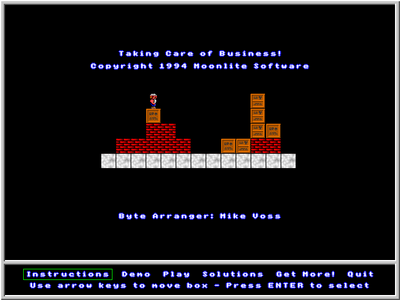 Taking Care of Business!
Copyright 1994 Moonlite Software
Byte Arranger: Mike Voss
Instructions Demo Play Solutions Get More! Quit
Use arrow keys to move box - Press ENTER to select